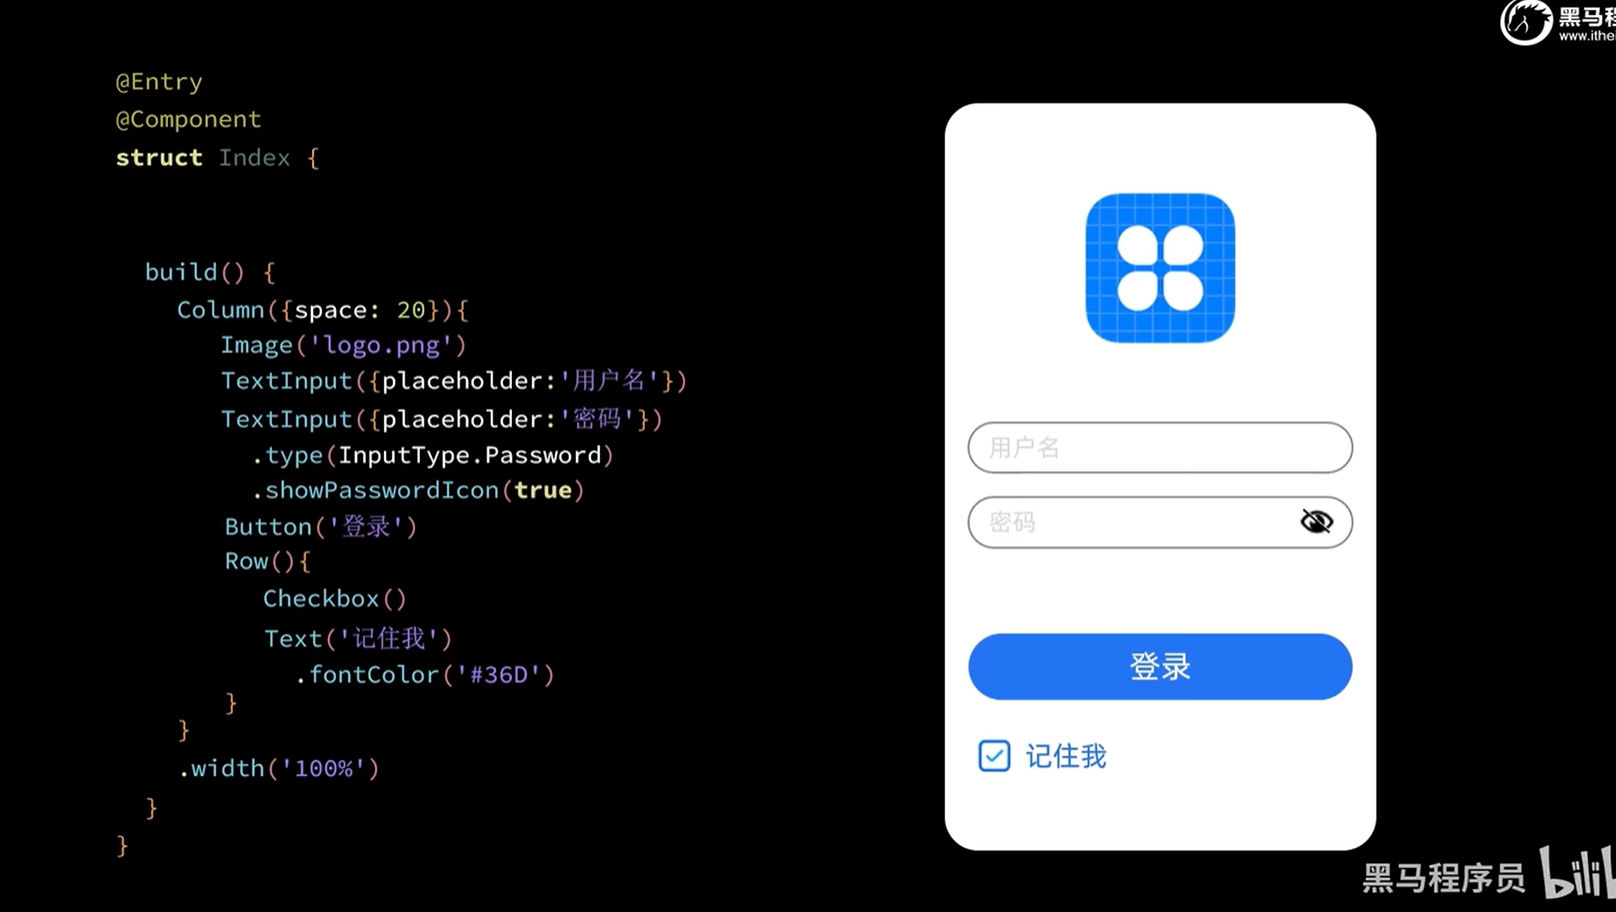 黑马程
www.ithei
@Entry
@Component
struct Index {
build() {
Column({space: 20}){
Image('logo.png')
TextInput({placeholder:'用户名'})
TextInput({placeholder:'密码'})
.type(InputType.Password)
.showPasswordIcon(true)
Button('登录')
Row(){
Checkbox()
Text('记住我')
.fontColor('#36D')
}
}
.width('100%')
}
}
用户名
密码
登录
记住我
黑马程序员 bilib